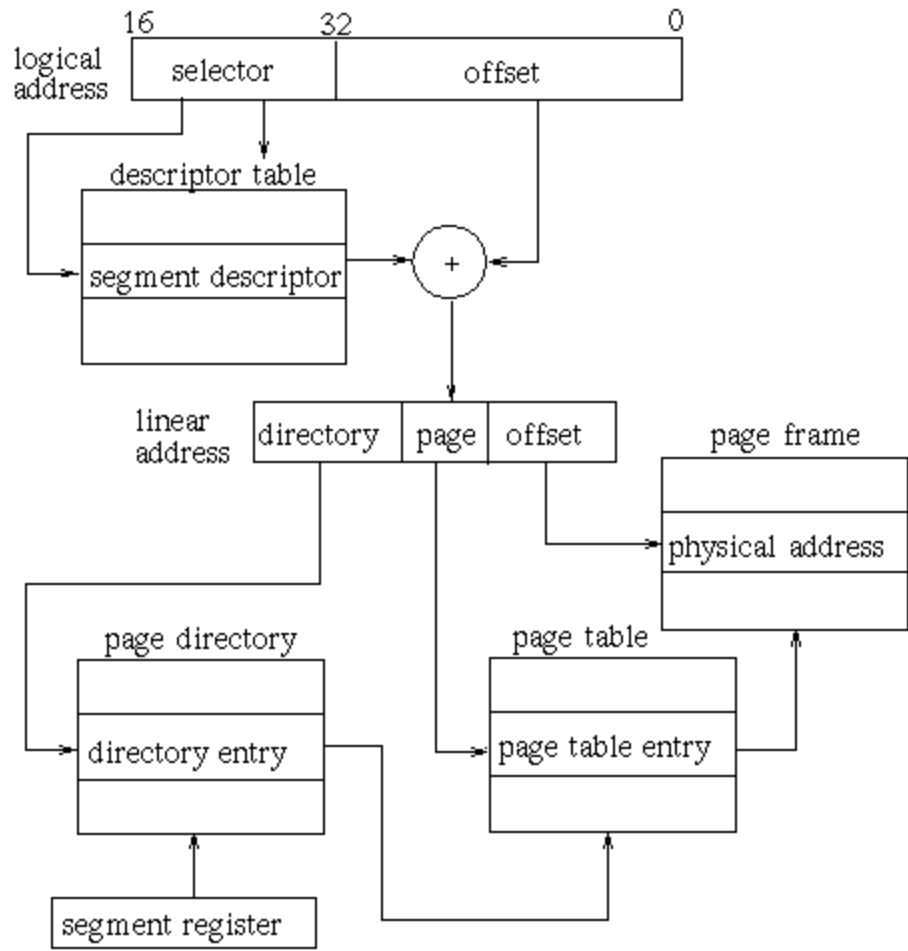 16 32 0
logical
address
selector
offset
descriptor table
segment descriptor
+
linear
address
directory
page
offset
page frame
physical address
page directory
directory entry
page table
page table entry
segment register